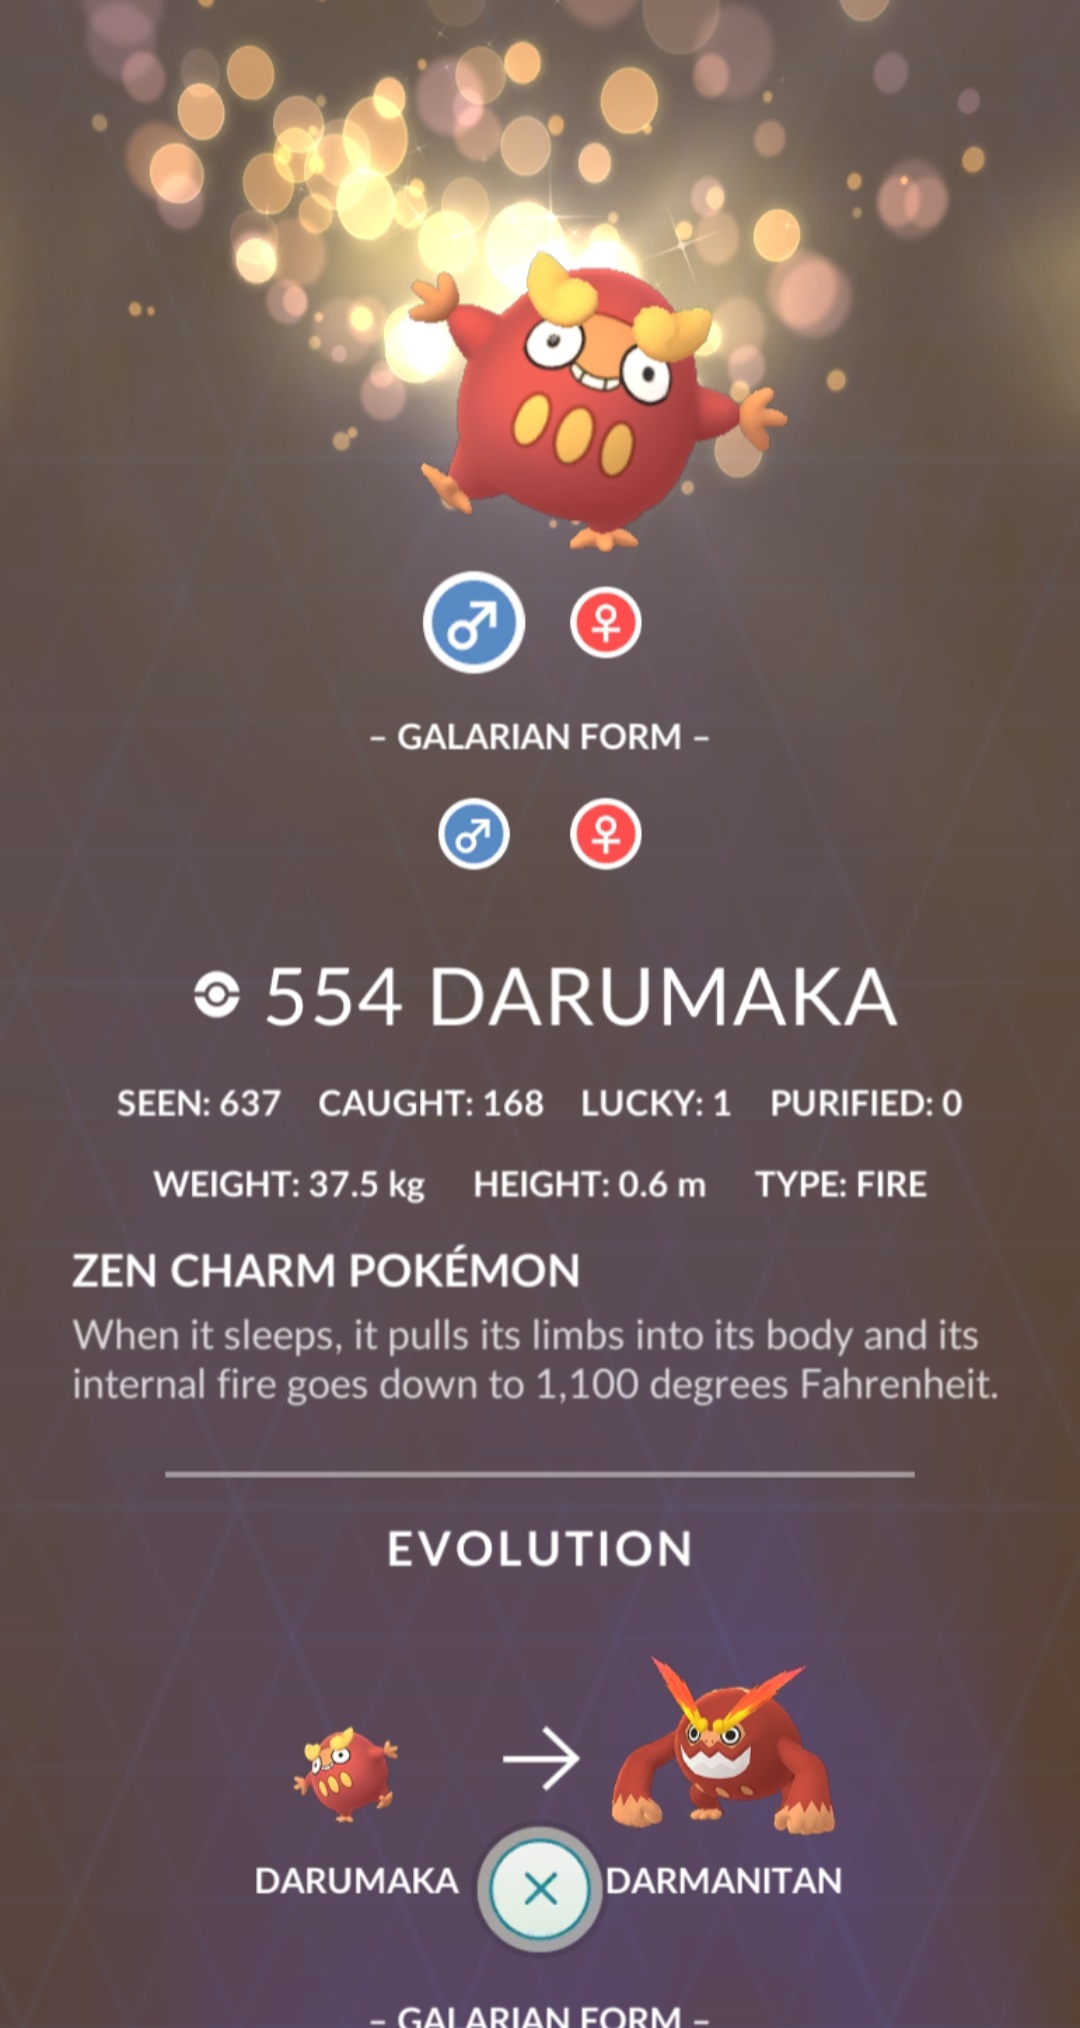 – GALARIAN FORM –
554 DARUMAKA
SEEN: 637 CAUGHT: 168 LUCKY: 1 PURIFIED: 0
WEIGHT: 37.5 kg HEIGHT: 0.6 m TYPE: FIRE
ZEN CHARM POKÉMON
When it sleeps, it pulls its limbs into its body and its
internal fire goes down to 1,100 degrees Fahrenheit.
EVOLUTION
DARUMAKA DARMANITAN
– GALARIAN FORM –